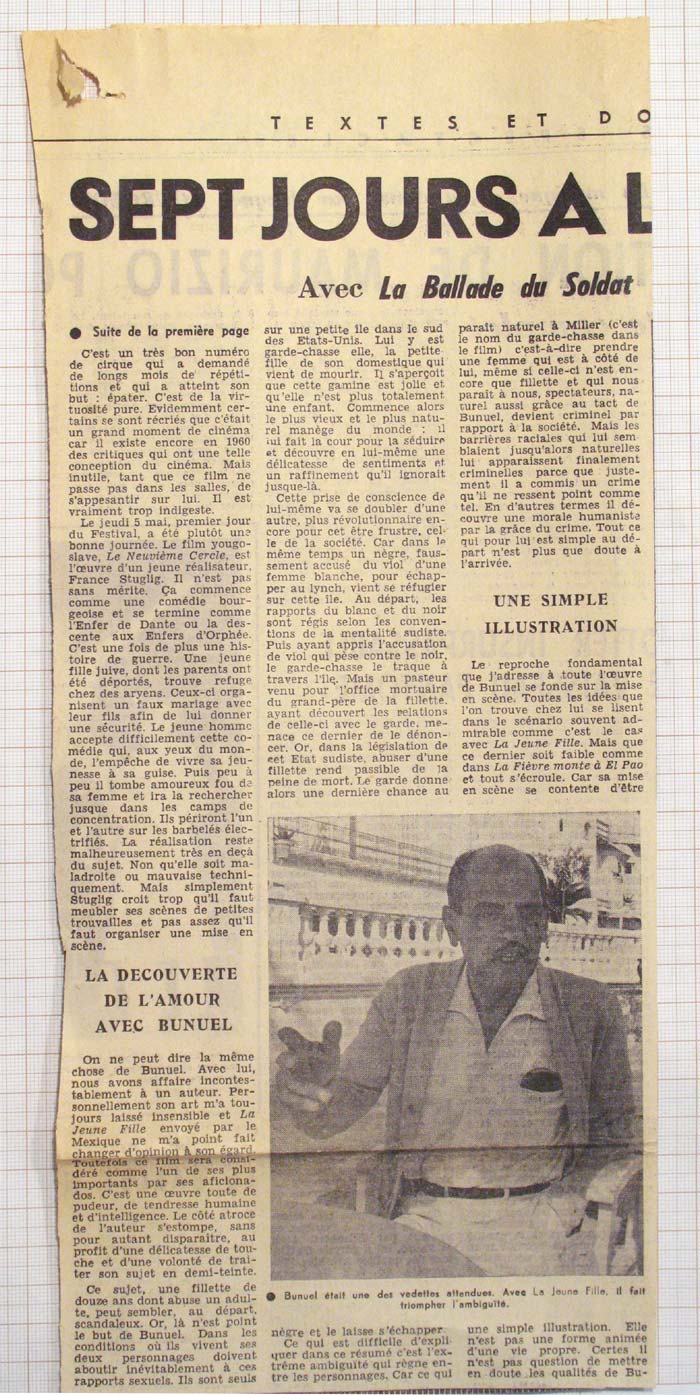 TEXTES ET DO
SEPT JOURS A L
Avec La Ballade du Soldat
● Suite de la première page
C'est un très bon numéro
de cirque qui a demandé
de longs mois de répéti-
tions et qui a atteint son
but : épater. C'est de la vir-
tuosité pure. Evidemment cer-
tains se sont récriés que c'était
un grand moment de cinéma
car il existe encore en 1960
des critiques qui ont une telle
conception du cinéma. Mais
inutile, tant que ce film ne
passe pas dans les salles, de
s'appesantir sur lui. Il est
vraiment trop indigeste.
Le jeudi 5 mai, premier jour
du Festival, a été plutôt une
bonne journée. Le film yougo-
slave, Le Neuvième Cercle, est
l'œuvre d'un jeune réalisateur,
France Stuglig. Il n'est pas
sans mérite. Ça commence
comme une comédie bour-
geoise et se termine comme
l'Enfer de Dante ou la des-
cente aux Enfers d'Orphée.
C'est une fois de plus une his-
toire de guerre. Une jeune
fille juive, dont les parents ont
été déportés, trouve refuge
chez des aryens. Ceux-ci orga-
nisent un faux mariage avec
leur fils afin de lui donner
une sécurité. Le jeune homme
accepte difficilement cette co-
médie qui, aux yeux du mon-
de, l'empêche de vivre sa jeu-
nesse à sa guise. Puis peu à
peu il tombe amoureux fou de
sa femme et ira la rechercher
jusque dans les camps de
concentration. Ils périront l'un
et l'autre sur les barbelés élec-
trifiés. La réalisation reste
malheureusement très en deçà
du sujet. Non qu'elle soit ma-
ladroite ou mauvaise techni-
quement. Mais simplement
Stuglig croit trop qu'il faut
meubler ses scènes de petites
trouvailles et pas assez qu'il
faut organiser une mise en
scène.
LA DECOUVERTE
DE L'AMOUR
AVEC BUNUEL
On ne peut dire la même
chose de Bunuel. Avec lui,
nous avons affaire incontes-
tablement à un auteur. Per-
sonnellement son art m'a tou-
jours laissé insensible et La
Jeune Fille envoyé par le
Mexique ne m'a point fait
changer d'opinion à son égard.
Toutefois ce film sera consi-
déré comme l'un de ses plus
importants par ses aficiona-
dos. C'est une œuvre toute de
pudeur, de tendresse humaine
et d'intelligence. Le côté atroce
de l'auteur s'estompe, sans
pour autant disparaître, au
profit d'une délicatesse de tou-
che et d'une volonté de trai-
ter son sujet en demi-teinte.
Ce sujet, une fillette de
douze ans dont abuse un adul-
te, peut sembler, au départ,
scandaleux. Or, là n'est point
le but de Bunuel. Dans les
conditions où ils vivent ses
deux personnages doivent
aboutir inévitablement à ces
rapports sexuels. Ils sont seuls
sur une petite île dans le sud
des Etats-Unis. Lui y est
garde-chasse elle, la petite
fille de son domestique qui
vient de mourir. Il s'aperçoit
que cette gamine est jolie et
qu'elle n'est plus totalement
une enfant. Commence alors
le plus vieux et le plus natu-
rel manège du monde : il
lui fait la cour pour la séduire
et découvre en lui-même une
délicatesse de sentiments et
un raffinement qu'il ignorait
jusque-là.
Cette prise de conscience de
lui-même va se doubler d'une
autre, plus révolutionnaire en-
core pour cet être frustre, cel-
le de la société. Car dans le
même temps un nègre, faus-
sement accusé du viol d'une
femme blanche, pour échap-
per au lynch, vient se réfugier
sur cette île. Au départ, les
rapports du blanc et du noir
sont régis selon les conven-
tions de la mentalité sudiste.
Puis ayant appris l'accusation
de viol qui pèse contre le noir,
le garde-chasse le traque à
travers l'île. Mais un pasteur
venu pour l'office mortuaire
du grand-père de la fillette,
ayant découvert les relations
de celle-ci avec le garde, me-
nace ce dernier de le dénon-
cer. Or, dans la législation de
cet Etat sudiste, abuser d'une
fillette rend passible de la
peine de mort. Le garde donne
alors une dernière chance au
nègre et le laisse s'échapper
Ce qui est difficile d'expli-
quer dans ce résumé c'est l'ex-
trême ambiguïté qui règne en-
tre les personnages. Car ce qui
paraît naturel à Miller (c'est
le nom du garde-chasse dans
le film) c'est-à-dire prendre
une femme qui est à côté de
lui, même si celle-ci n'est en-
core que fillette et qui nous
paraît à nous, spectateurs, na-
turel aussi grâce au tact de
Bunuel, devient criminel par
rapport à la société. Mais les
barrières raciales qui lui sem
blaient jusqu'alors naturelles
lui apparaissent finalement
criminelles parce que juste-
ment il a commis un crime
qu'il ne ressent point comme
tel. En d'autres termes il dé-
couvre une morale humaniste
par la grâce du crime. Tout ce
qui pour lui est simple au dé-
part n'est plus que doute à
l'arrivée.
UNE SIMPLE
ILLUSTRATION
Le reproche fondamental
que j'adresse à toute l'œuvre
de Bunuel se fonde sur la mise
en scène. Toutes les idées que
l'on trouve chez lui se lisent
dans le scénario souvent ad-
mirable comme c'est le cas
avec La Jeune Fille. Mais que
ce dernier soit faible comme
dans La Fièvre monte à El Pao
et tout s'écroule. Car sa mise
en scène se contente d'être
une simple illustration. Elle
n'est pas une forme animée
d'une vie propre. Certes il
n'est pas question de mettre
en doute les qualités de Bu-
● Bunuel était une des vedettes attendues. Avec La Jeune Fille, il fait
triompher l'ambiguïté.